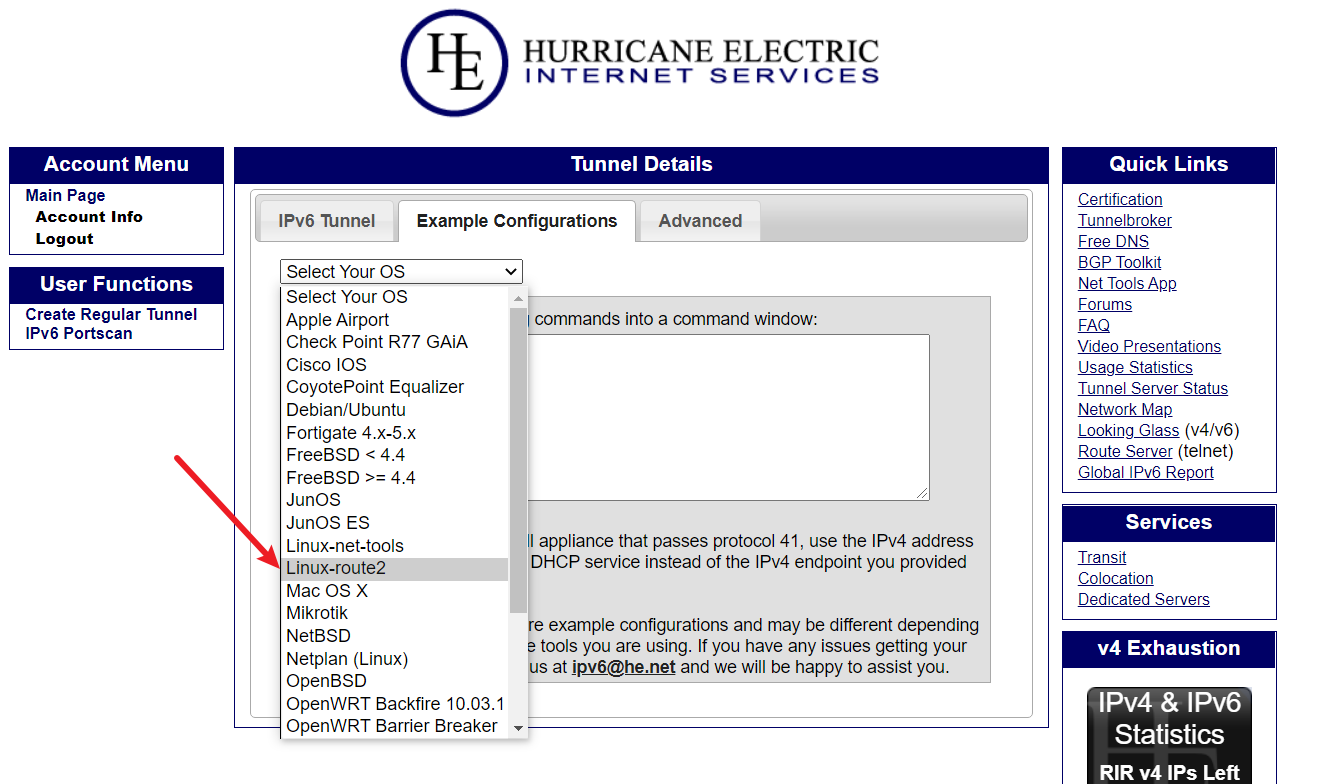 HE
HURRICANE ELECTRIC
INTERNET SERVICES
Account Menu
Main Page
Account Info
Logout
User Functions
Create Regular Tunnel
IPv6 Portscan
Tunnel Details
IPv6 Tunnel
Example Configurations
Advanced
Select Your OS
Select Your OS
Apple Airport
Check Point R77 GAiA
Cisco IOS
CoyotePoint Equalizer
Debian/Ubuntu
Fortigate 4.x-5.x
FreeBSD < 4.4
FreeBSD >= 4.4
JunOS
JunOS ES
Linux-net-tools
Linux-route2
Mac OS X
Mikrotik
NetBSD
Netplan (Linux)
OpenBSD
OpenWRT Backfire 10.03.1
OpenWRT Barrier Breaker
commands into a command window:
appliance that passes protocol 41, use the IPv4 address
DHCP service instead of the IPv4 endpoint you provided
example configurations and may be different depending
tools you are using. If you have any issues getting your
us at ipv6@he.net and we will be happy to assist you.
Quick Links
Certification
Tunnelbroker
Free DNS
BGP Toolkit
Net Tools App
Forums
FAQ
Video Presentations
Usage Statistics
Tunnel Server Status
Network Map
Looking Glass (v4/v6)
Route Server (telnet)
Global IPv6 Report
Services
Transit
Colocation
Dedicated Servers
v4 Exhaustion
IPv4 & IPv6
Statistics
RIR v4 IPs Left